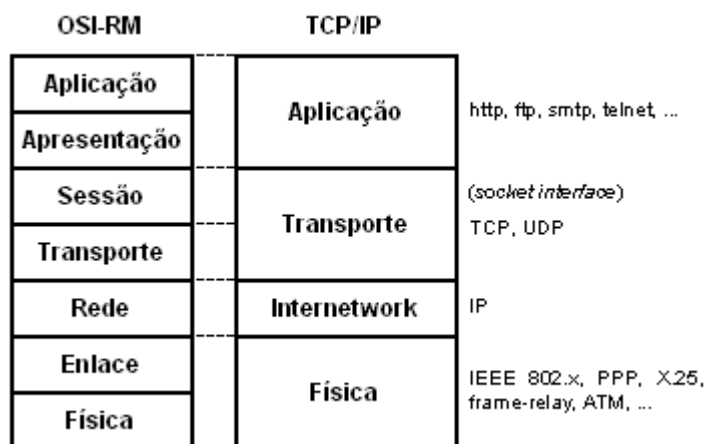 OSI-RM TCP/IP
Aplicação
Apresentação
Aplicação
http, ftp, smtp, telnet, ...
Sessão
Transporte
Transporte
(socket interface)
TCP, UDP
Rede
Internetwork
IP
Enlace
Física
Física
IEEE 802.x, PPP, X.25,
frame-relay, ATM, ...